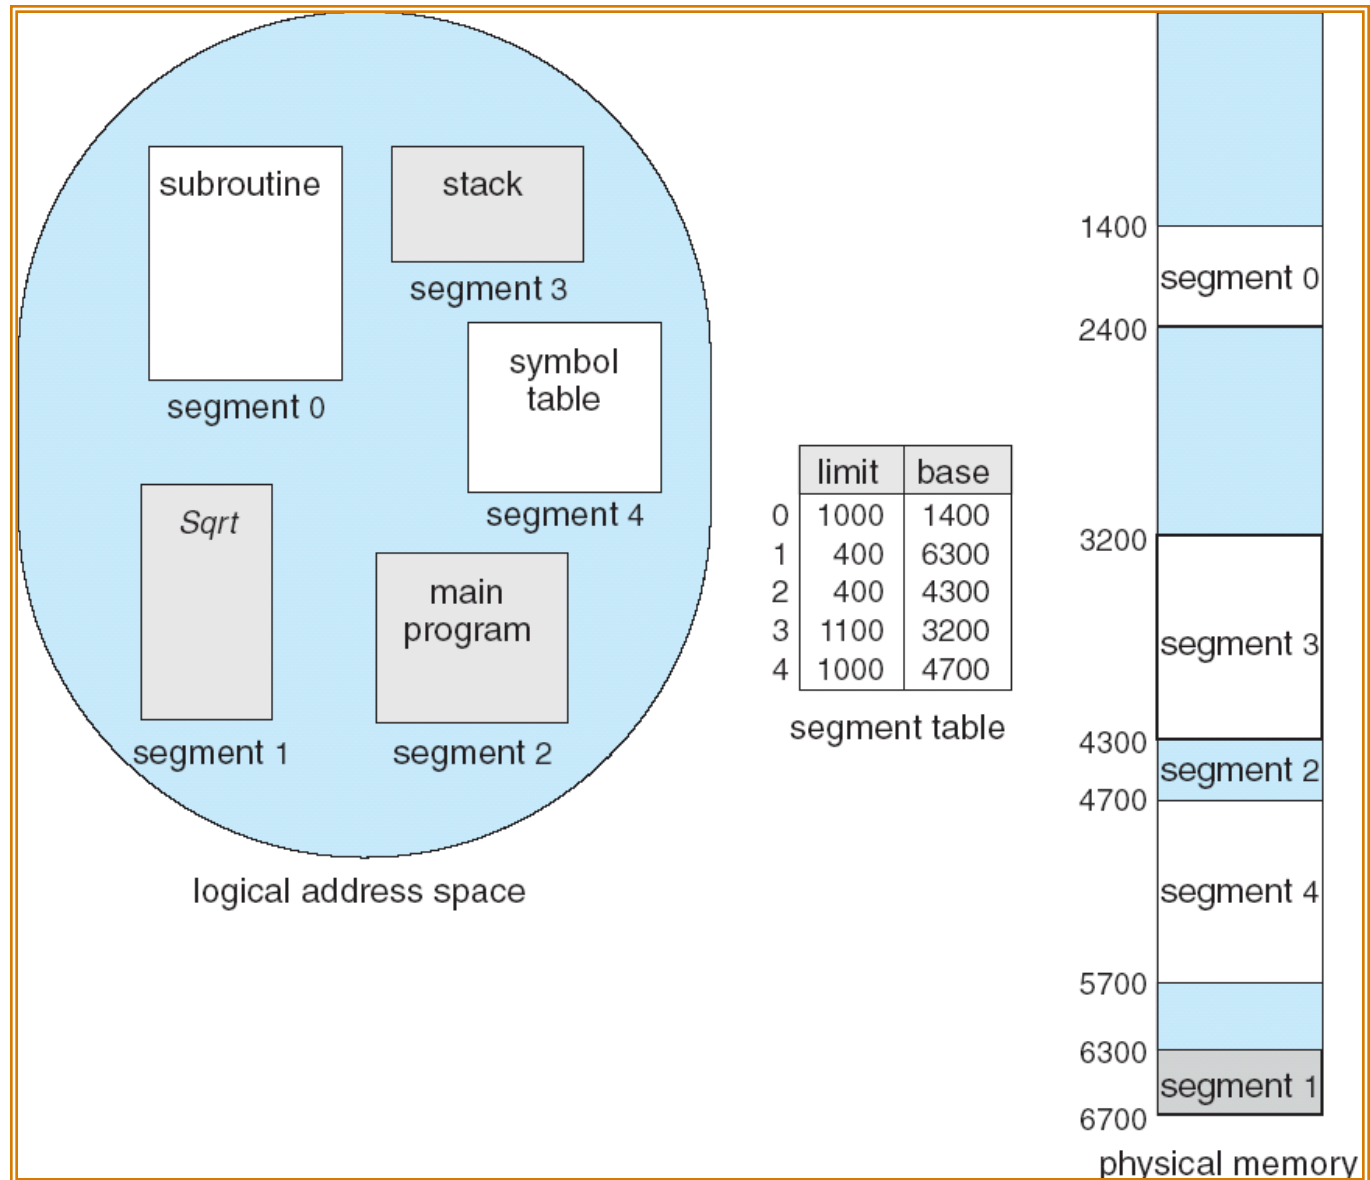 subroutine
segment 0
stack
segment 3
symbol
table
segment 4
Sqrt
segment 1
main
program
segment 2
logical address space
limit base
0 1000 1400
1 400 6300
2 400 4300
3 1100 3200
4 1000 4700
segment table
1400
segment 0
2400
3200
segment 3
4300
segment 2
4700
segment 4
5700
6300
segment 1
6700
physical memory